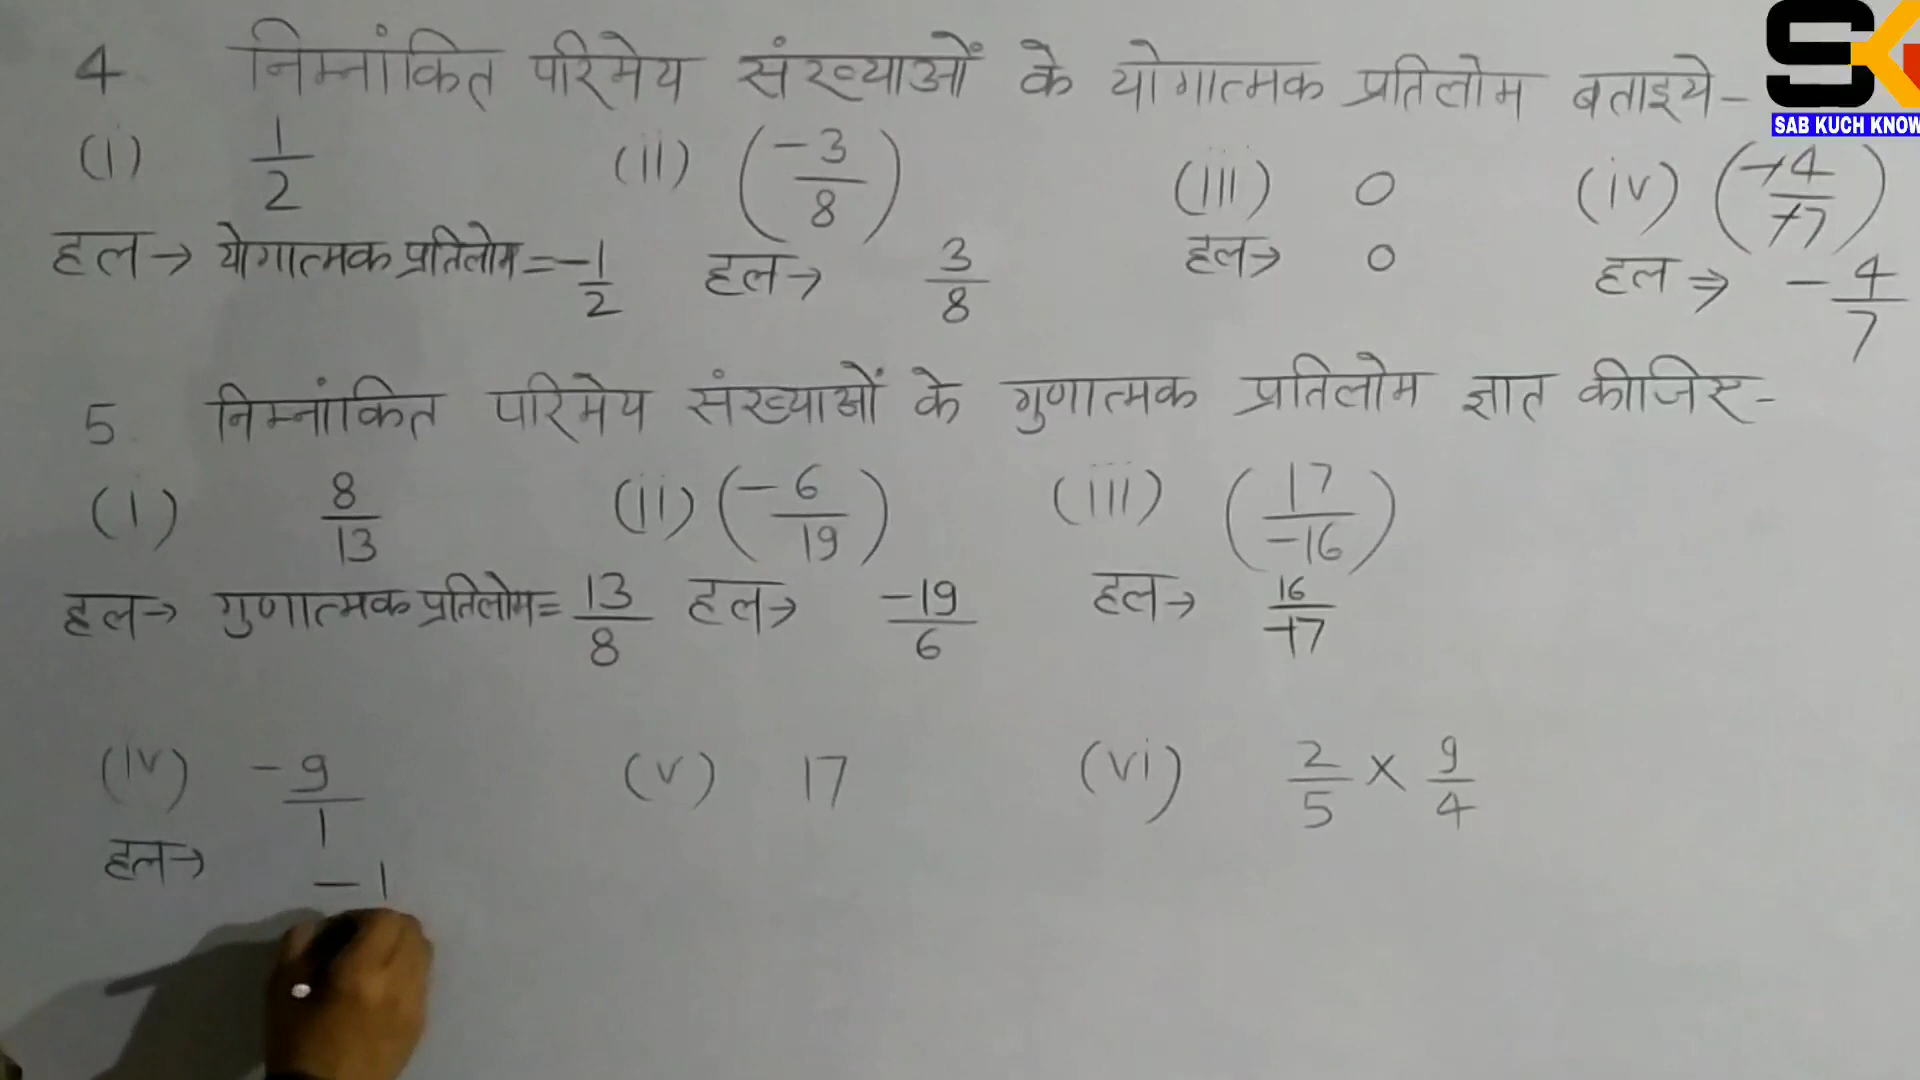 4. निम्नांकित परिमेय संख्याओं के योगात्मक प्रतिलोम बताइये-
(i) 1/2 (ii) (-3/8) (iii) 0 (iv) (-4/-7)
हल→ योगात्मक प्रतिलोम = -1/2 हल→ 3/8 हल→ 0 हल⇒ -4/7
5. निम्नांकित परिमेय संख्याओं के गुणात्मक प्रतिलोम ज्ञात कीजिए-
(i) 8/13 (ii) (-6/19) (iii) (17/-16)
हल→ गुणात्मक प्रतिलोम = 13/8 हल→ -19/6 हल→ 16/-17
(iv) -9/1 (v) 17 (vi) 2/5 × 9/4
हल→ -1
SK
SAB KUCH KNOW